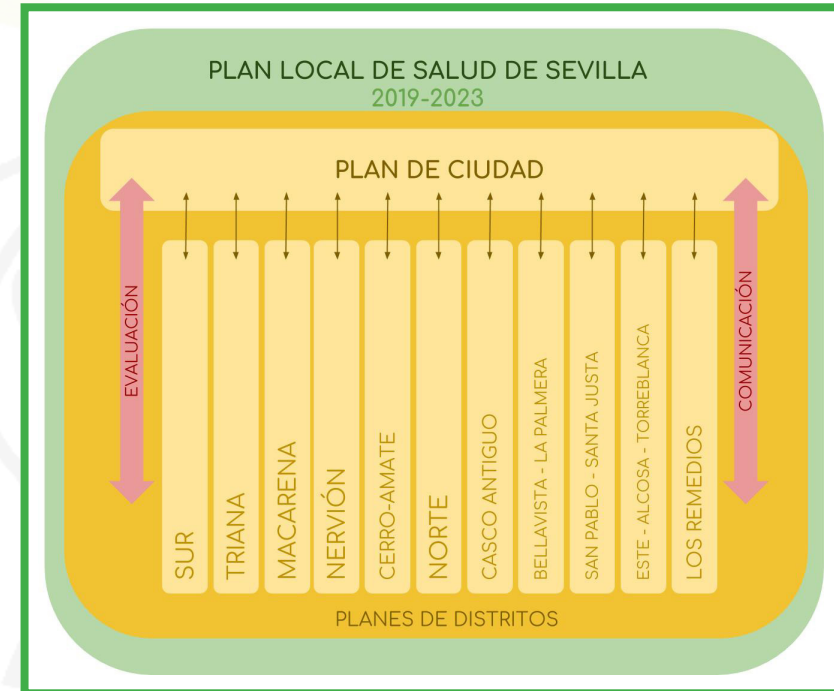 PLAN LOCAL DE SALUD DE SEVILLA
2019-2023
PLAN DE CIUDAD
EVALUACIÓN
SUR
TRIANA
MACARENA
NERVIÓN
CERRO-AMATE
NORTE
CASCO ANTIGUO
BELLAVISTA - LA PALMERA
SAN PABLO - SANTA JUSTA
ESTE - ALCOSA - TORREBLANCA
LOS REMEDIOS
COMUNICACIÓN
PLANES DE DISTRITOS